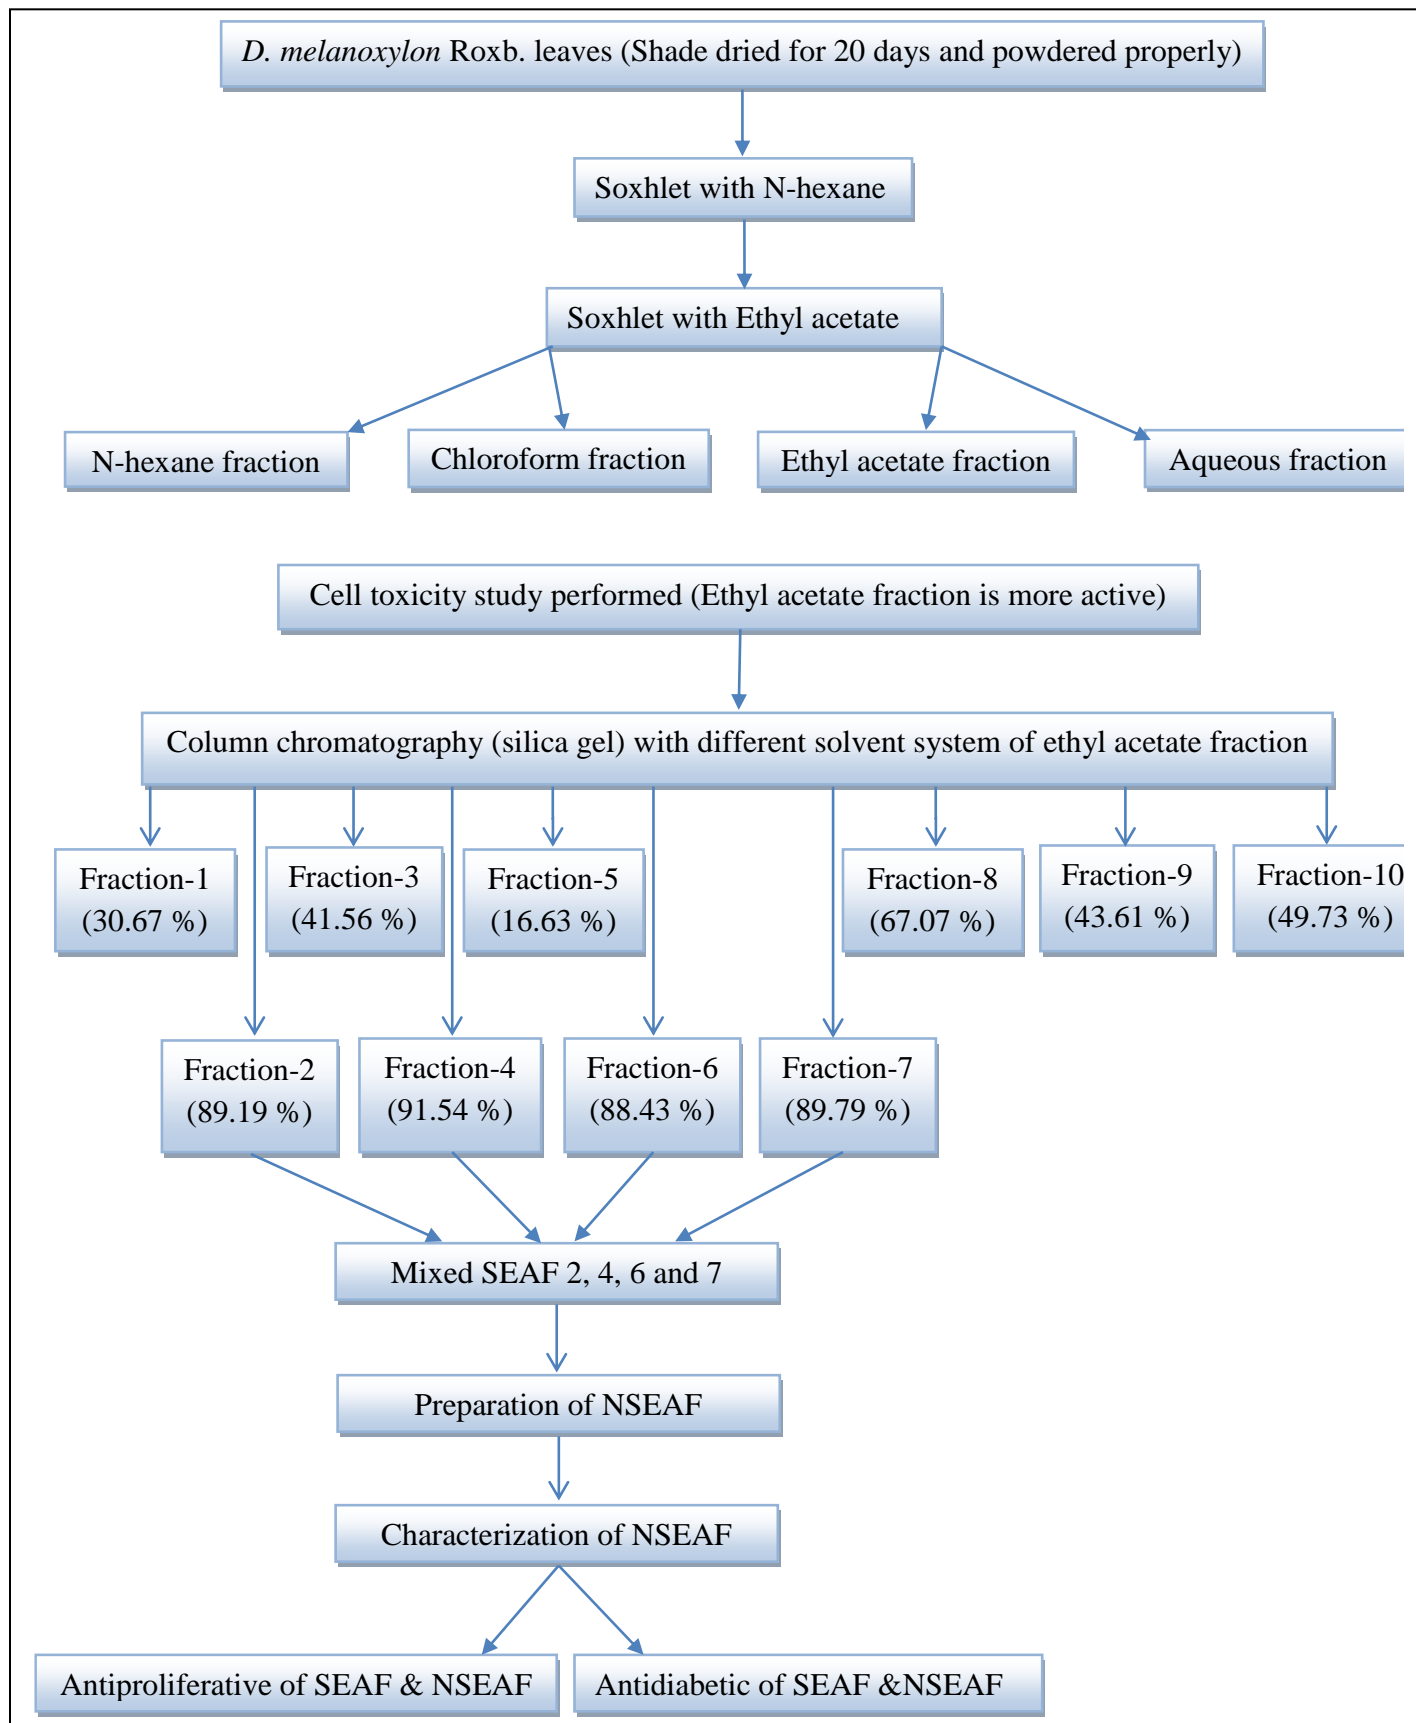 D. melanoxylon Roxb. leaves (Shade dried for 20 days and powdered properly)
Soxhlet with N-hexane
Soxhlet with Ethyl acetate
N-hexane fraction
Chloroform fraction
Ethyl acetate fraction
Aqueous fraction
Cell toxicity study performed (Ethyl acetate fraction is more active)
Column chromatography (silica gel) with different solvent system of ethyl acetate fraction
Fraction-1
(30.67 %)
Fraction-3
(41.56 %)
Fraction-5
(16.63 %)
Fraction-8
(67.07 %)
Fraction-9
(43.61 %)
Fraction-10
(49.73 %)
Fraction-2
(89.19 %)
Fraction-4
(91.54 %)
Fraction-6
(88.43 %)
Fraction-7
(89.79 %)
Mixed SEAF 2, 4, 6 and 7
Preparation of NSEAF
Characterization of NSEAF
Antiproliferative of SEAF & NSEAF
Antidiabetic of SEAF &NSEAF